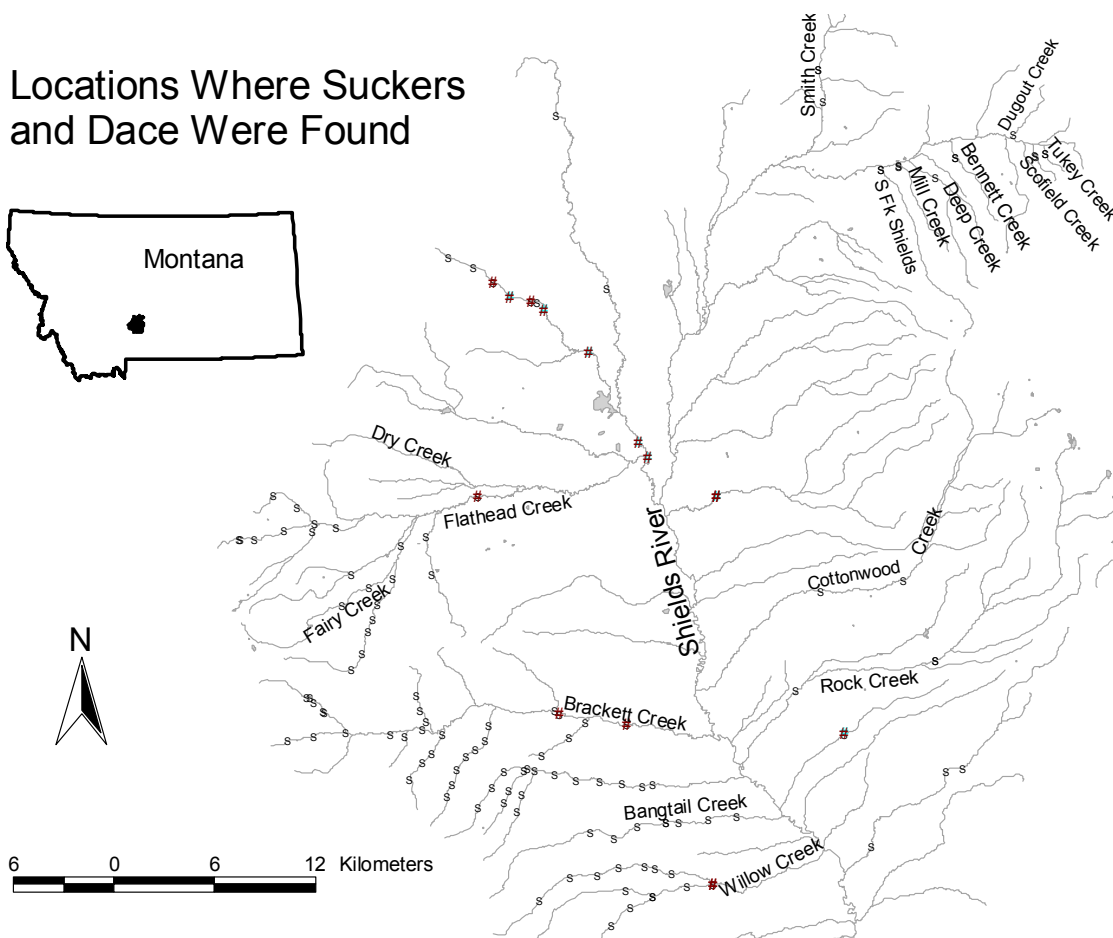 Locations Where Suckers
and Dace Were Found
Montana
Smith Creek
Dugout Creek
Tukey Creek
Scofield Creek
Bennett Creek
Deep Creek
Mill Creek
S Fk Shields
Dry Creek
Flathead Creek
Shields River
Cottonwood
Creek
Fairy Creek
Rock Creek
Brackett Creek
Bangtail Creek
Willow Creek
N
6 0 6 12 Kilometers